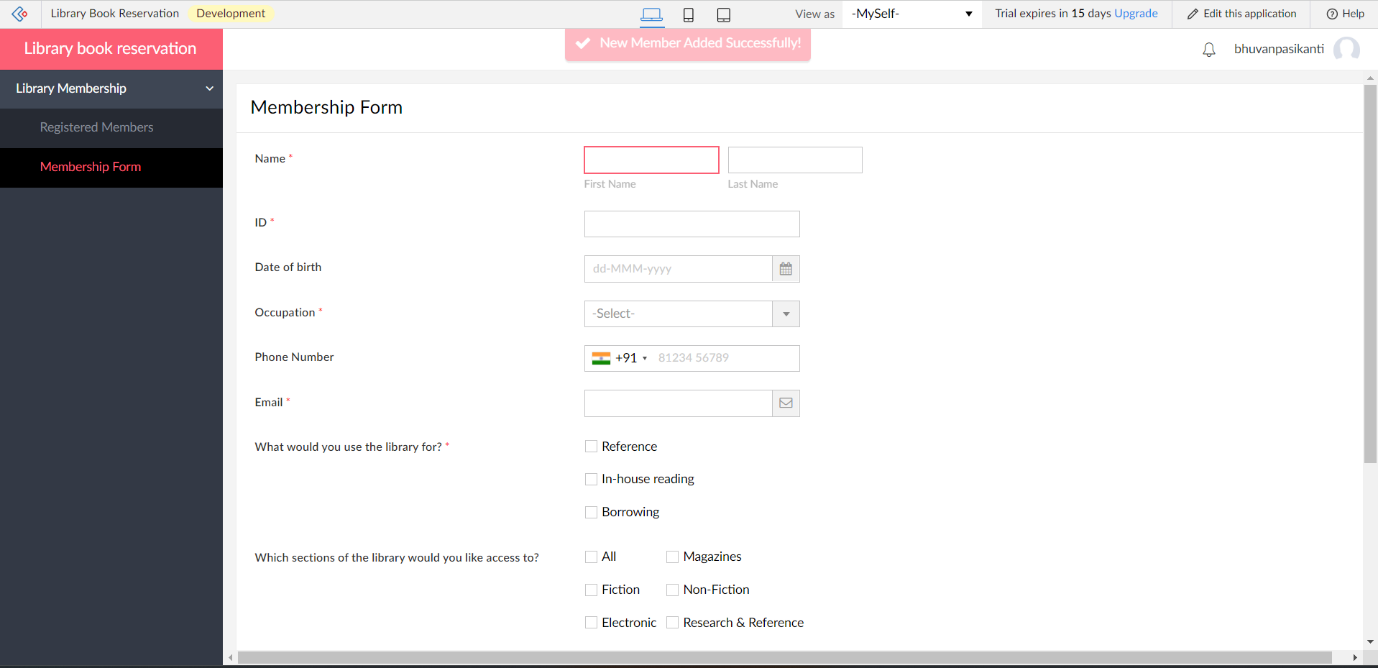 Library Book Reservation Development View as -MySelf- Trial expires in 15 days Upgrade Edit this application Help
Library book reservation
New Member Added Successfully!
bhuvanpasikanti
Library Membership
Registered Members
Membership Form
Membership Form
Name *
First Name Last Name
ID *
Date of birth dd-MMM-yyyy
Occupation * -Select-
Phone Number +91 81234 56789
Email *
What would you use the library for? * Reference
In-house reading
Borrowing
Which sections of the library would you like access to? All Magazines
Fiction Non-Fiction
Electronic Research & Reference